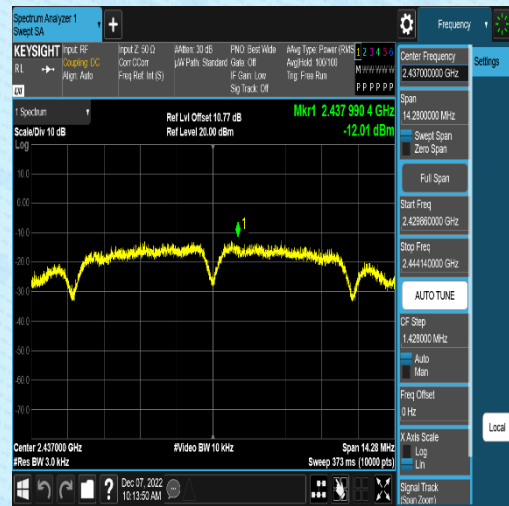 Spectrum Analyzer 1
Swept SA
+
Frequency
KEYSIGHT
RL
Input: RF
Coupling: DC
Align: Auto
Input Z: 50 Ω
Corr CCorr
Freq Ref: Int (S)
#Atten: 30 dB
µW Path: Standard
PNO: Best Wide
Gate: Off
IF Gain: Low
Sig Track: Off
#Avg Type: Power (RMS
Avg|Hold: 100/100
Trig: Free Run
1 2 3 4 5 6
M W W W W W
P P P P P P
LXI
1 Spectrum
Scale/Div 10 dB
Ref Lvl Offset 10.77 dB
Ref Level 20.00 dBm
Mkr1 2.437 990 4 GHz
-12.01 dBm
Log
10.0
0.00
-10.0
-20.0
-30.0
-40.0
-50.0
-60.0
-70.0
1
Center 2.437000 GHz
#Res BW 3.0 kHz
#Video BW 10 kHz
Span 14.28 MHz
Sweep 373 ms (10000 pts)
Dec 07, 2022
10:13:50 AM
?
Center Frequency
2.437000000 GHz
Span
14.2800000 MHz
Swept Span
Zero Span
Full Span
Start Freq
2.429860000 GHz
Stop Freq
2.444140000 GHz
AUTO TUNE
CF Step
1.428000 MHz
Auto
Man
Freq Offset
0 Hz
X Axis Scale
Log
Lin
Signal Track
(Span Zoom)
Settings
Local